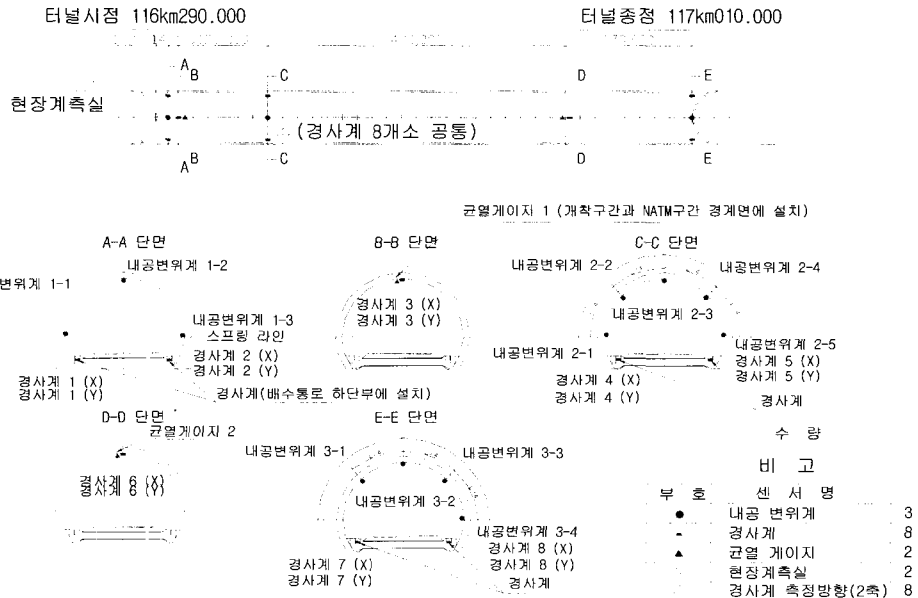 터널시점 116km290.000
터널종정 117km010.000
A
B
C
D
E
현장계측실
(경사계 8개소 공통)
A
B
C
D
E
균열게이지 1 (개착구간과 NATM구간 경계면에 설치)
A-A 단면
내공변위계 1-2
변위계 1-1
내공변위계 1-3
스프링 라인
경사계 2 (X)
경사계 2 (Y)
경사계 1 (X)
경사계 1 (Y)
경사계(배수통로 하단부에 설치)
B-B 단면
경사계 3 (X)
경사계 3 (Y)
C-C 단면
내공변위계 2-2
내공변위계 2-4
내공변위계 2-3
내공변위계 2-1
내공변위계 2-5
경사계 5 (X)
경사계 5 (Y)
경사계 4 (X)
경사계 4 (Y)
경사계
D-D 단면
균열게이지 2
경사계 6 (X)
경사계 6 (Y)
E-E 단면
내공변위계 3-1
내공변위계 3-3
내공변위계 3-2
내공변위계 3-4
경사계 8 (X)
경사계 8 (Y)
경사계 7 (X)
경사계 7 (Y)
경사계
수 량
비 고
부 호 센 서 명
내공 변위계 3
경사계 8
균열 게이지 2
현장계측실 2
경사계 측정방향(2축) 8